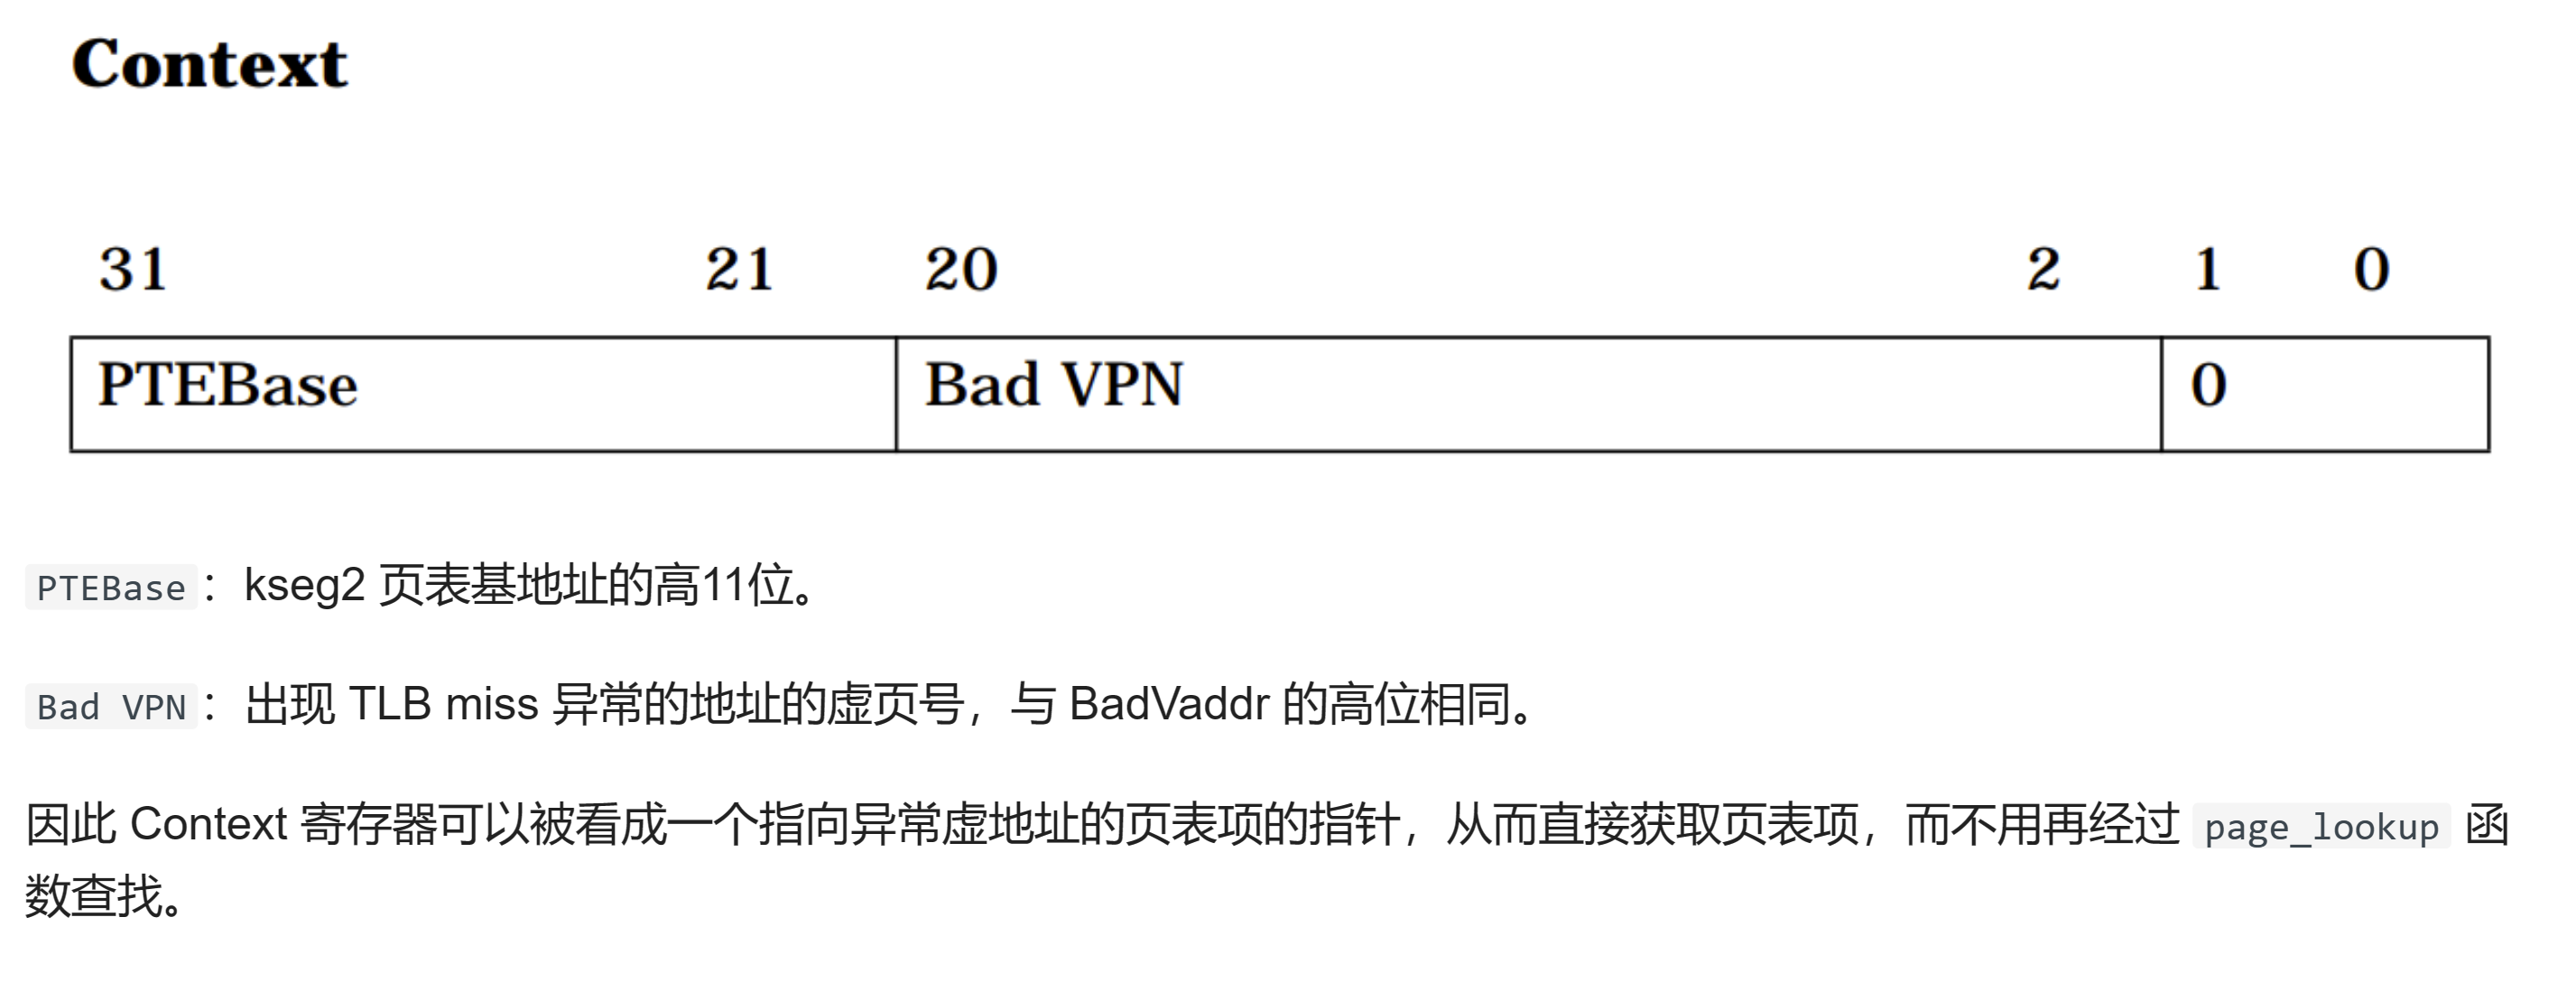 Context
31 21 20 2 1 0
PTEBase Bad VPN 0
PTEBase：kseg2 页表基地址的高11位。
Bad VPN：出现 TLB miss 异常的地址的虚页号，与 BadVaddr 的高位相同。
因此 Context 寄存器可以被看成一个指向异常虚地址的页表项的指针，从而直接获取页表项，而不用再经过 page_lookup 函
数查找。